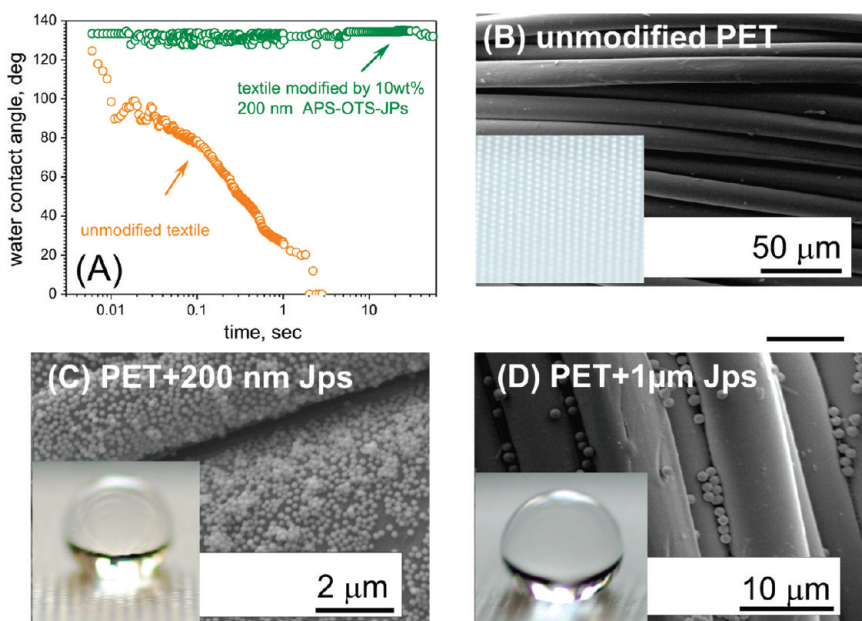 140
120
100
80
60
40
20
0
water contact angle, deg
textile modified by 10wt%
200 nm APS-OTS-JPs
unmodified textile
(A)
0.01 0.1 1 10
time, sec
(B) unmodified PET
50 μm
(C) PET+200 nm Jps
2 μm
(D) PET+1μm Jps
10 μm